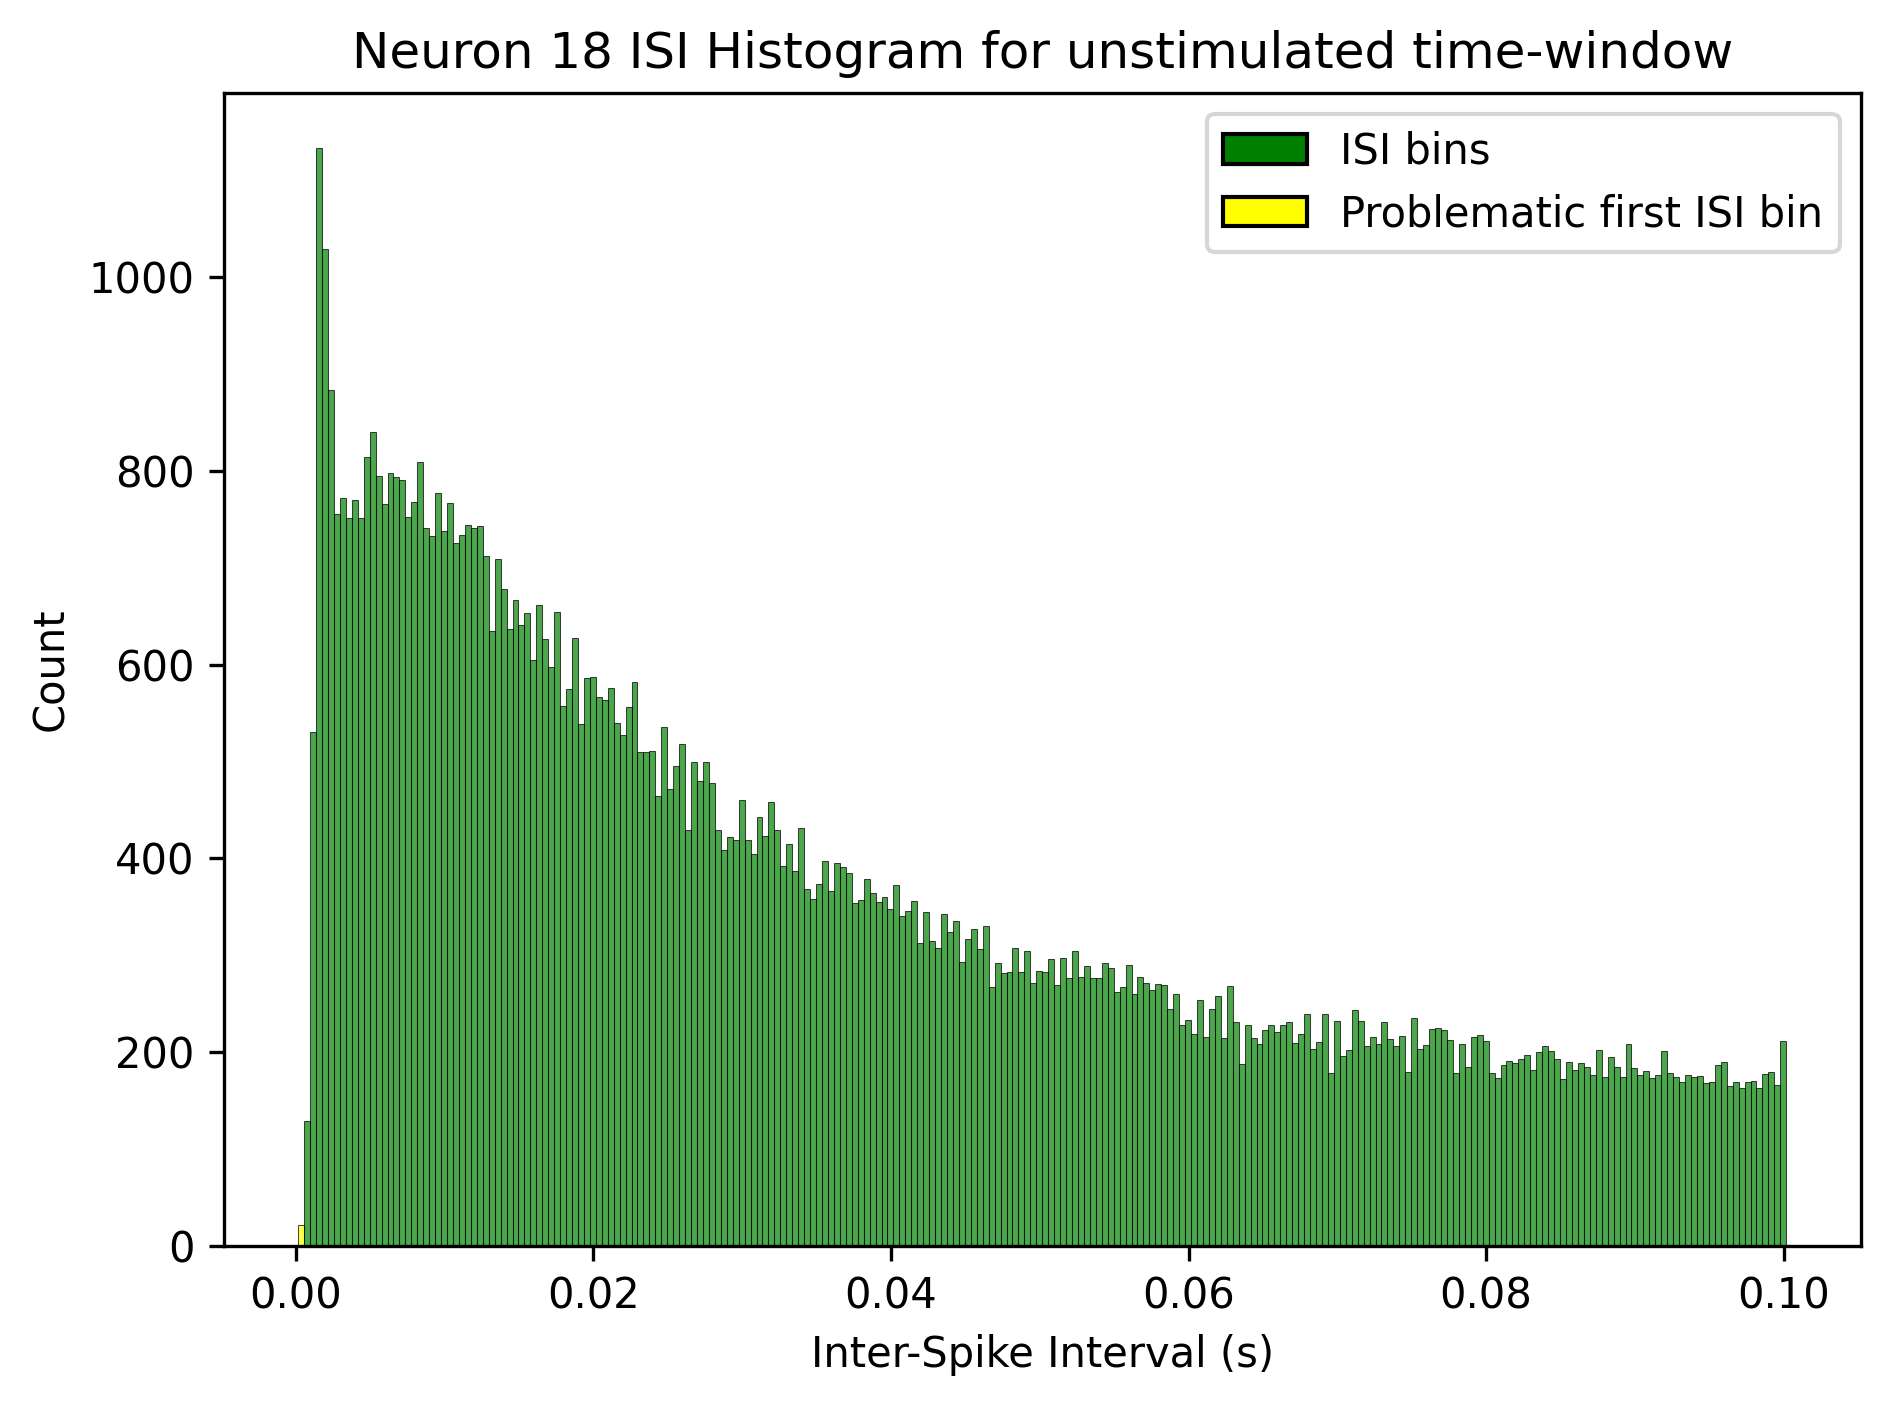 Neuron 18 ISI Histogram for unstimulated time-window
ISI bins
Problematic first ISI bin
Count
1000
800
600
400
200
0
0.00 0.02 0.04 0.06 0.08 0.10
Inter-Spike Interval (s)